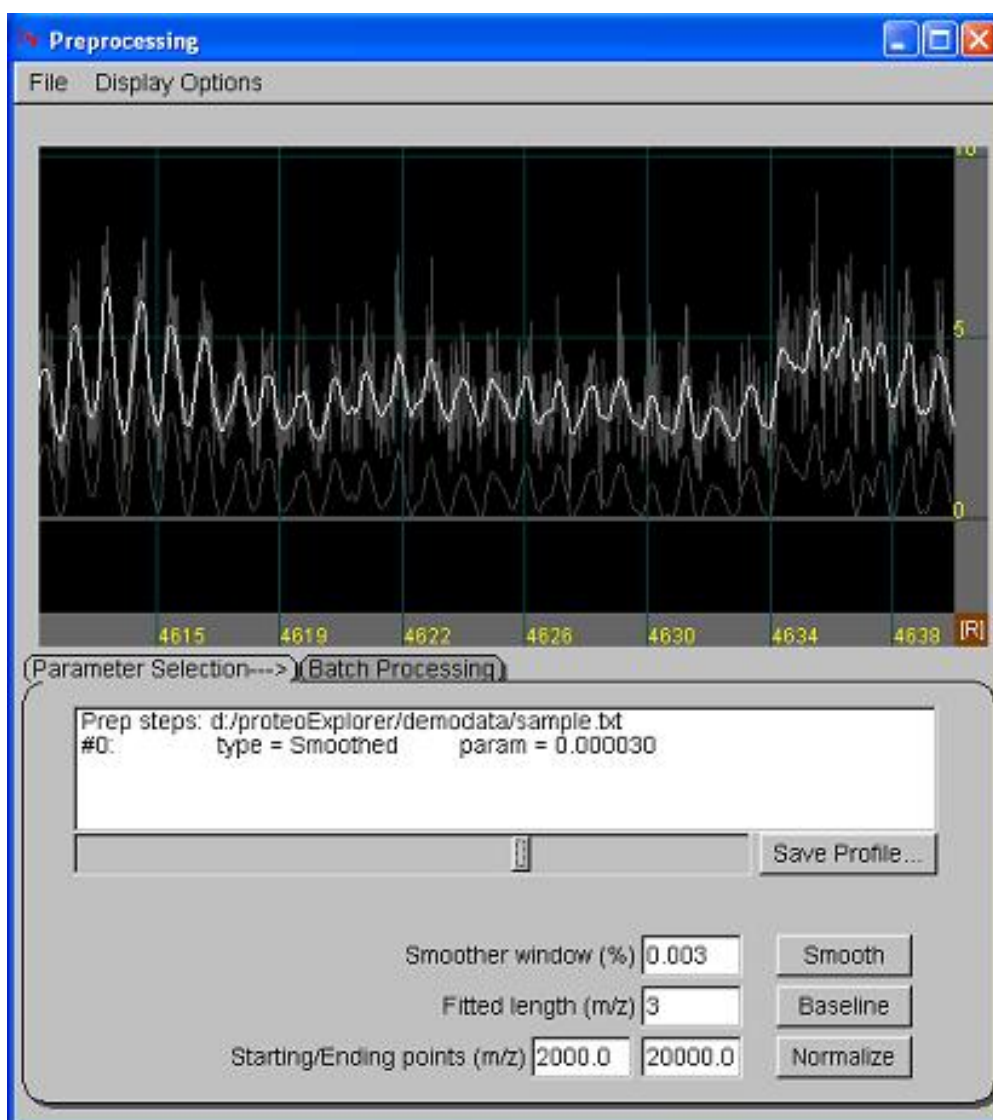 Preprocessing
File Display Options
10
5
0
4615 4619 4622 4626 4630 4634 4638 [R]
(Parameter Selection---> ) (Batch Processing)
Prep steps: d:/proteoExplorer/demodata/sample.txt
#0: type = Smoothed param = 0.000030
Save Profile...
Smoother window (%) 0.003 Smooth
Fitted length (m/z) 3 Baseline
Starting/Ending points (m/z) 2000.0 20000.0 Normalize